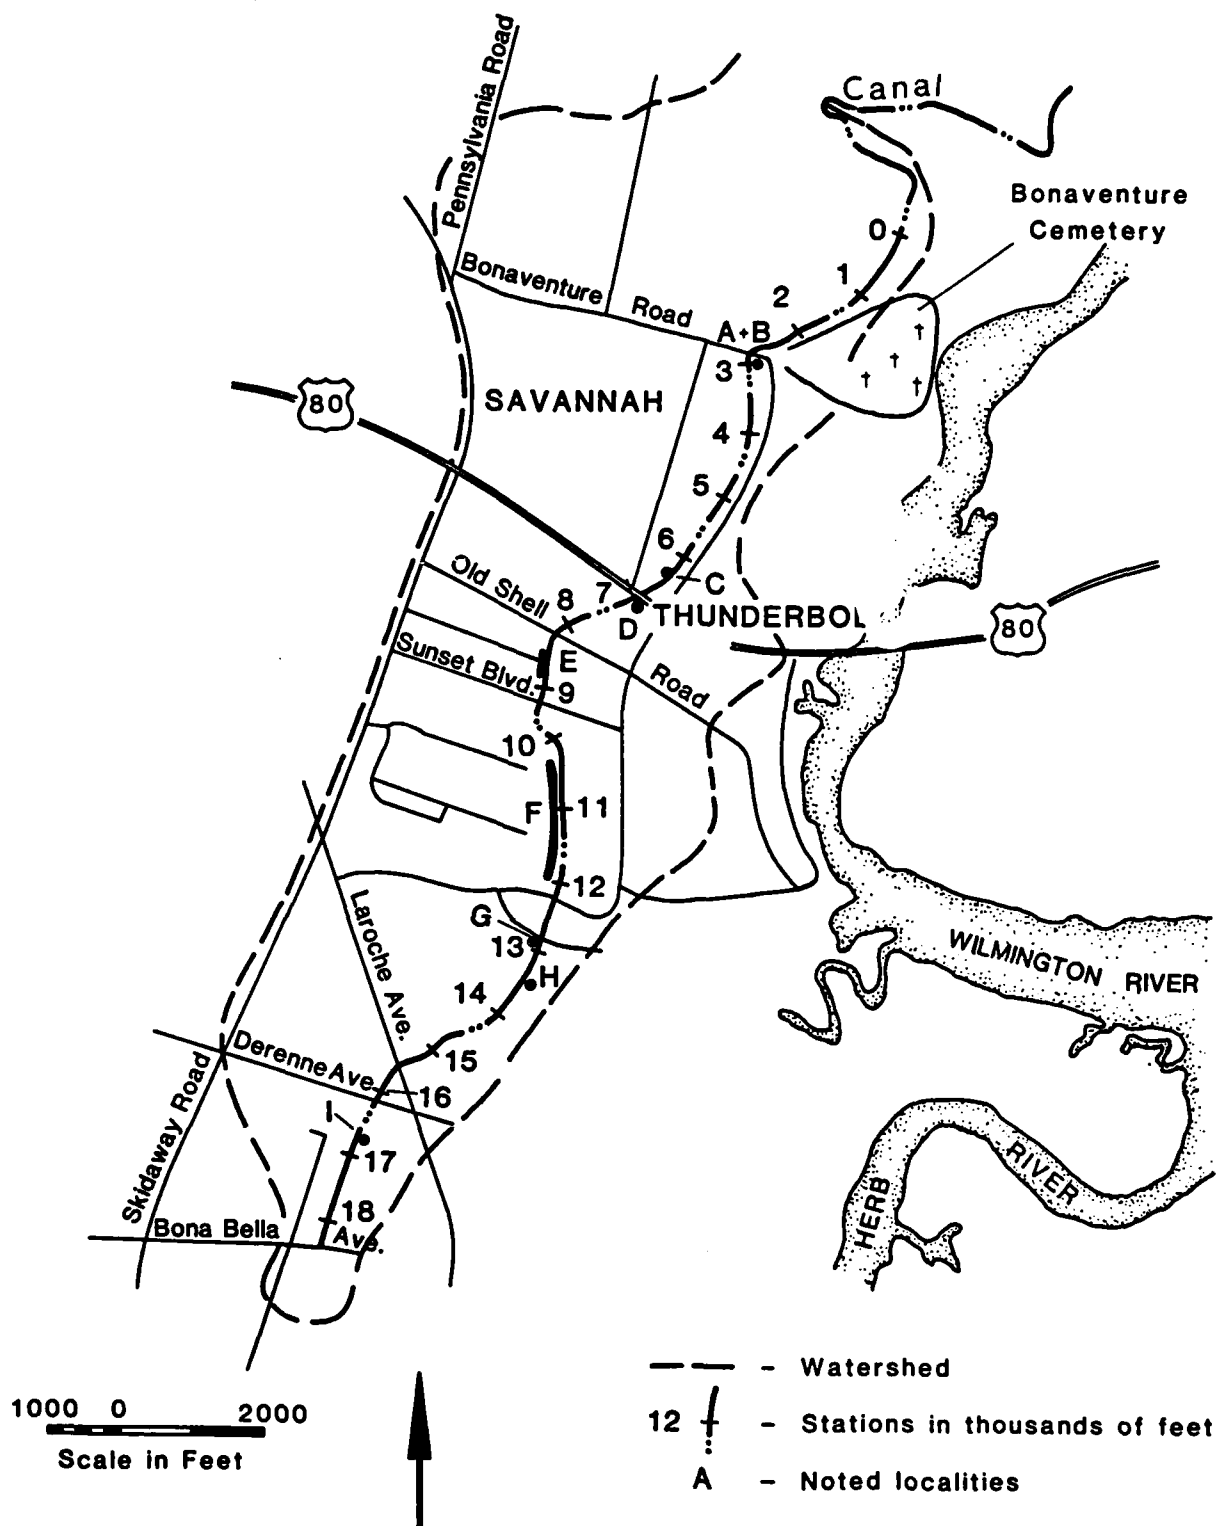 Canal
Pennsylvania Road
Bonaventure
Cemetery
0
1
2
Bonaventure Road
A+B
3
80
SAVANNAH
4
5
6
C
Old Shell Road
7
8
D
THUNDERBOL
80
E
Sunset Blvd.
9
10
F
11
12
G
13
H
Laroche Ave.
WILMINGTON RIVER
14
15
Derenne Ave.
16
I
17
Skidaway Road
18
Bona Bella Ave.
HERB RIVER
1000 0 2000
Scale in Feet
— Watershed
12 — Stations in thousands of feet
A — Noted localities